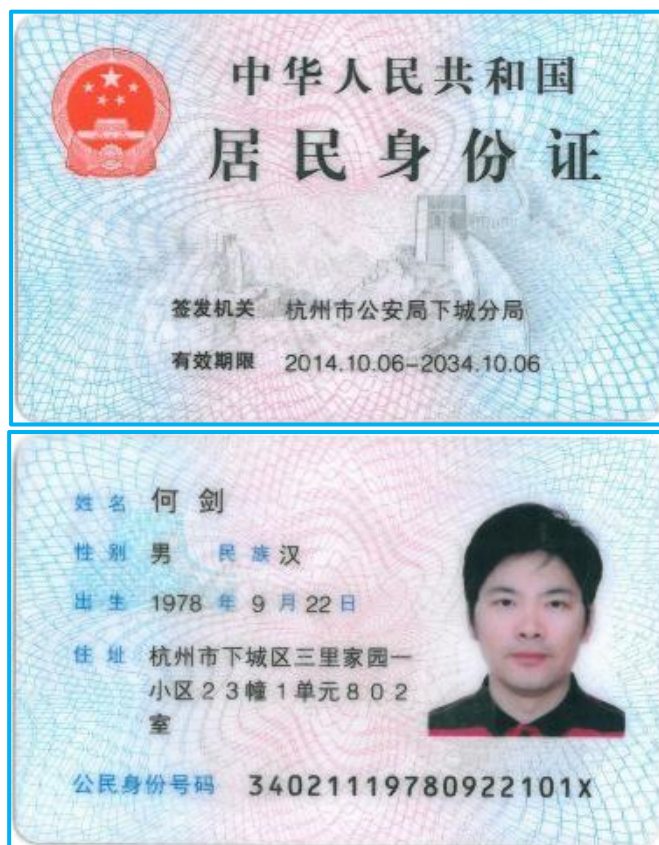 中华人民共和国
居民身份证
签发机关 杭州市公安局下城分局
有效期限 2014.10.06-2034.10.06
姓名 何剑
性别 男 民族 汉
出生 1978 年 9 月 22 日
住址 杭州市下城区三里家园一
小区23幢1单元802
室
公民身份号码 34021119780922101X